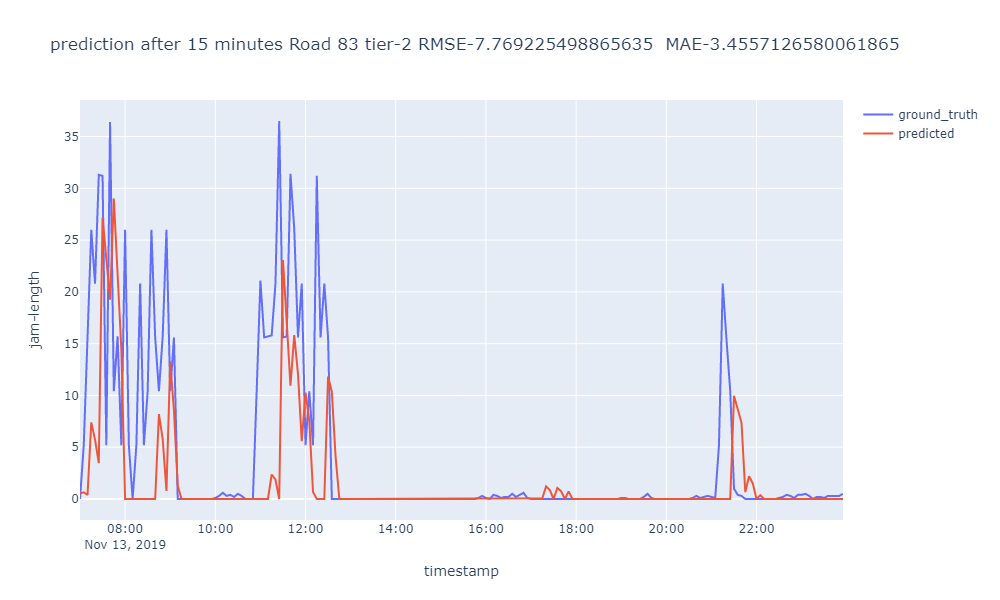 prediction after 15 minutes Road 83 tier-2 RMSE-7.769225498865635  MAE-3.4557126580061865
ground_truth
predicted
jam-length
35
30
25
20
15
10
5
0
08:00 10:00 12:00 14:00 16:00 18:00 20:00 22:00
Nov 13, 2019
timestamp